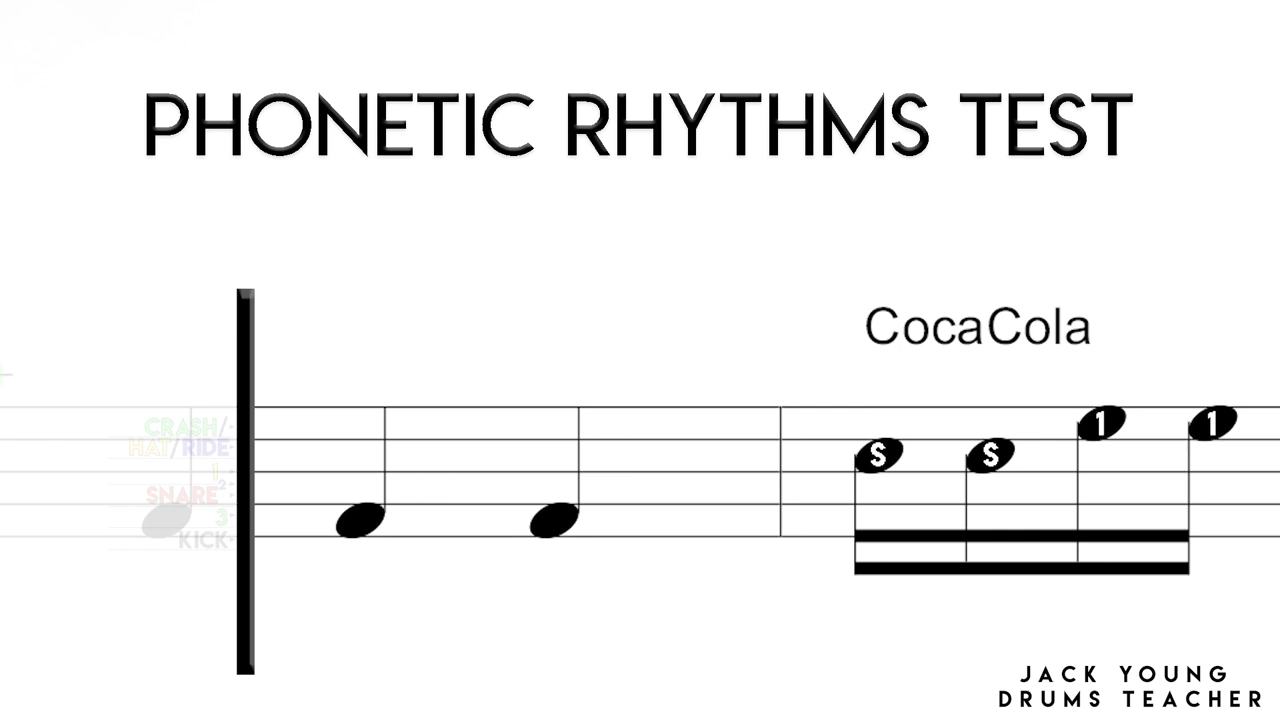 PHONETIC RHYTHMS TEST
CocaCola
CRASH/
HAT/RIDE
1
2
SNARE
3
KICK
S S 1 1
JACK YOUNG
DRUMS TEACHER